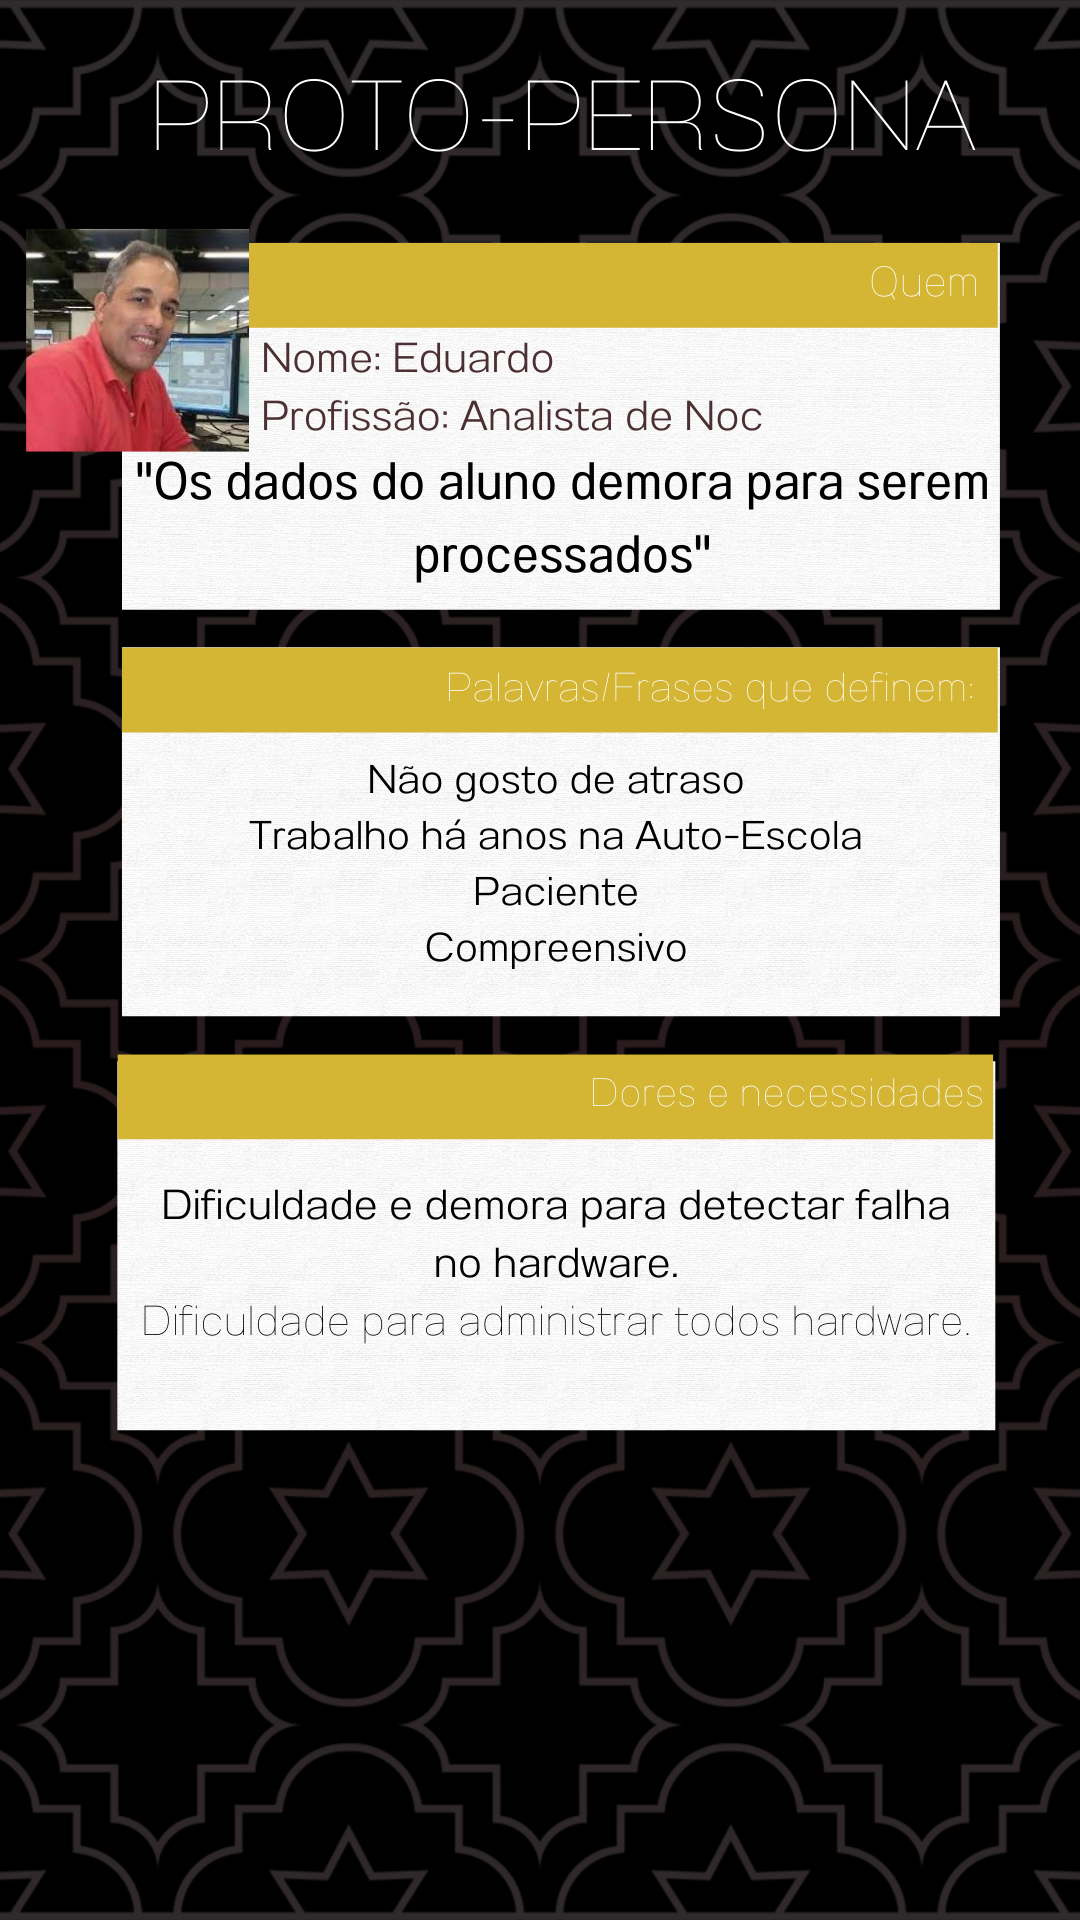 PROTO-PERSONA
Quem
Nome: Eduardo
Profissão: Analista de Noc
"Os dados do aluno demora para serem
processados"
Palavras/Frases que definem:
Não gosto de atraso
Trabalho há anos na Auto-Escola
Paciente
Compreensivo
Dores e necessidades
Dificuldade e demora para detectar falha
no hardware.
Dificuldade para administrar todos hardware.